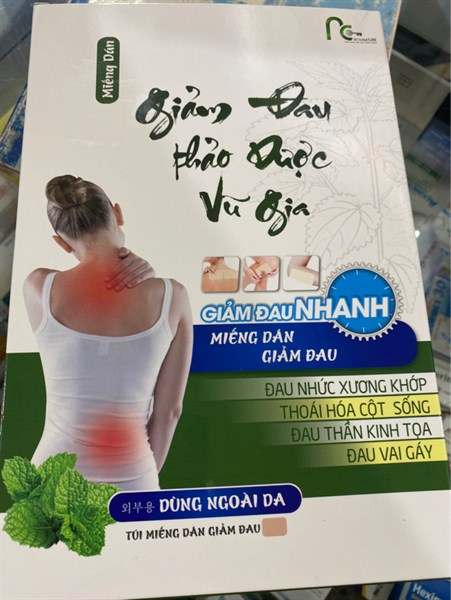 Miếng Dán
Giảm Đau
thảo Dược
Vũ Gia
GIẢM ĐAU NHANH
MIẾNG DÁN
GIẢM ĐAU
ĐAU NHỨC XƯƠNG KHỚP
THOÁI HÓA CỘT SỐNG
ĐAU THẦN KINH TỌA
ĐAU VAI GÁY
외부용 DÙNG NGOÀI DA
TÚI MIẾNG DÁN GIẢM ĐAU